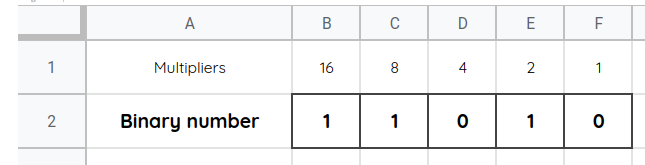 A B C D E F
1 Multipliers 16 8 4 2 1
2 Binary number 1 1 0 1 0